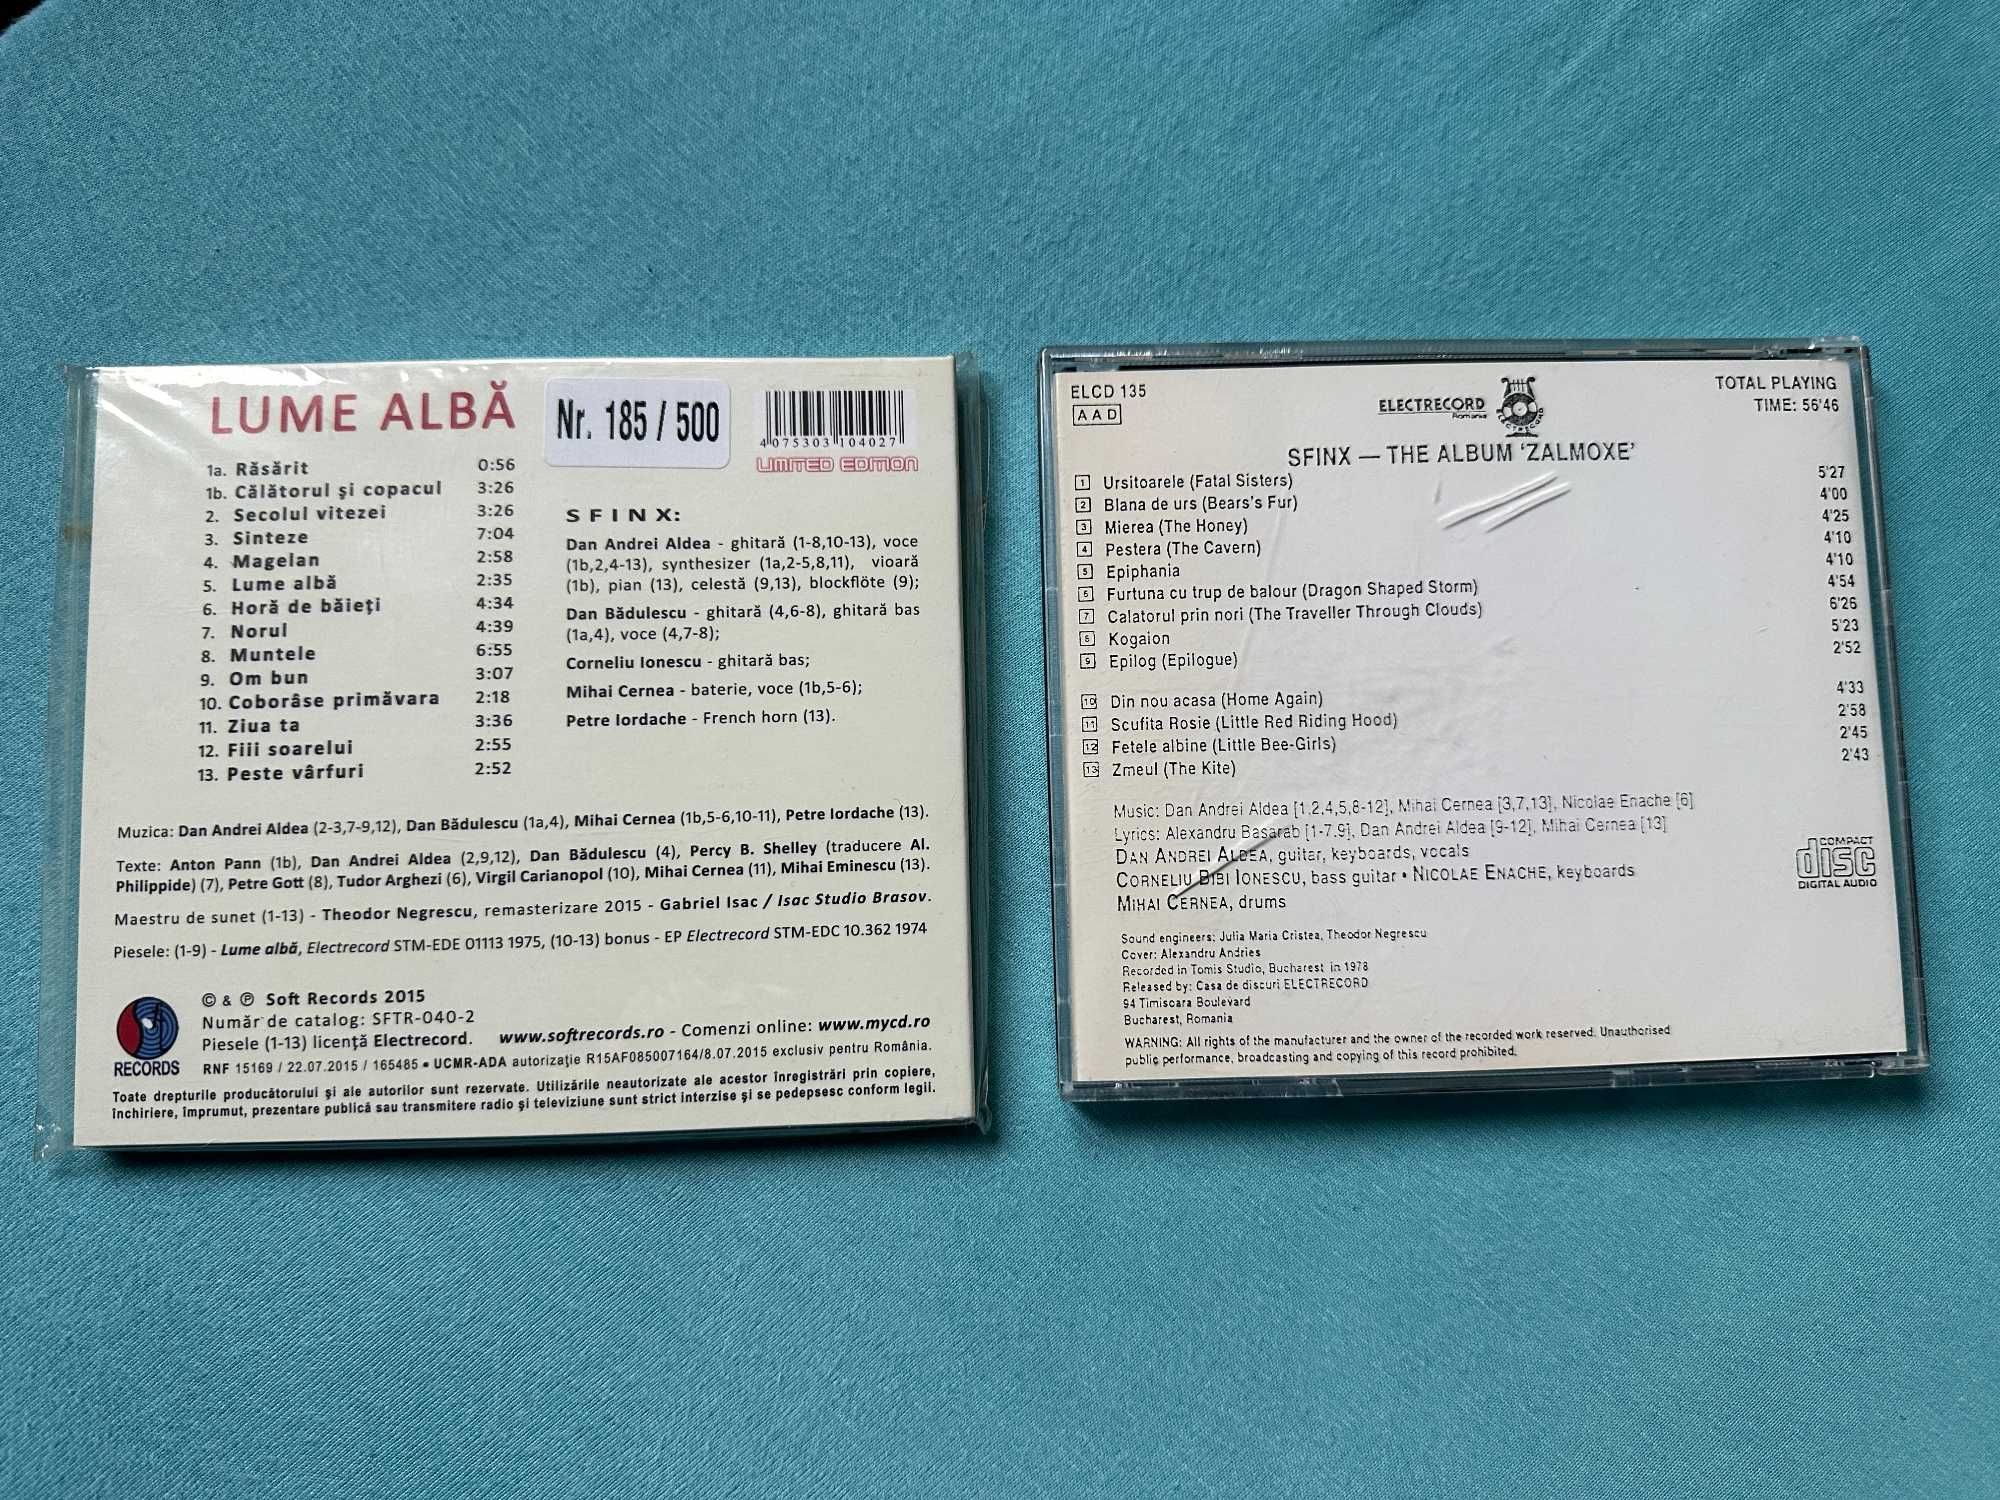 LUME ALBĂ
Nr. 185 / 500
4 075303 104027
LIMITED EDITION
1a. Răsărit 0:56
1b. Călătorul și copacul 3:26
2. Secolul vitezei 3:26
3. Sinteze 7:04
4. Magelan 2:58
5. Lume albă 2:35
6. Horă de băieți 4:34
7. Norul 4:39
8. Muntele 6:55
9. Om bun 3:07
10. Coborâse primăvara 2:18
11. Ziua ta 3:36
12. Fiii soarelui 2:55
13. Peste vârfuri 2:52
SFINX:
Dan Andrei Aldea - ghitară (1-8,10-13), voce
(1b,2,4-13), synthesizer (1a,2-5,8,11), vioară
(1b), pian (13), celestă (9,13), blockflöte (9);
Dan Bădulescu - ghitară (4,6-8), ghitară bas
(1a,4), voce (4,7-8);
Corneliu Ionescu - ghitară bas;
Mihai Cernea - baterie, voce (1b,5-6);
Petre Iordache - French horn (13).
Muzica: Dan Andrei Aldea (2-3,7-9,12), Dan Bădulescu (1a,4), Mihai Cernea (1b,5-6,10-11), Petre Iordache (13).
Texte: Anton Pann (1b), Dan Andrei Aldea (2,9,12), Dan Bădulescu (4), Percy B. Shelley (traducere Al.
Philippide) (7), Petre Gott (8), Tudor Arghezi (6), Virgil Carianopol (10), Mihai Cernea (11), Mihai Eminescu (13).
Maestru de sunet (1-13) - Theodor Negrescu, remasterizare 2015 - Gabriel Isac / Isac Studio Brasov.
Piesele: (1-9) - Lume albă, Electrecord STM-EDE 01113 1975, (10-13) bonus - EP Electrecord STM-EDC 10.362 1974
RECORDS
© & ℗ Soft Records 2015
Număr de catalog: SFTR-040-2
Piesele (1-13) licență Electrecord. www.softrecords.ro - Comenzi online: www.mycd.ro
RNF 15169 / 22.07.2015 / 165485 • UCMR-ADA autorizație R15AF085007164/8.07.2015 exclusiv pentru România.
Toate drepturile producătorului și ale autorilor sunt rezervate. Utilizările neautorizate ale acestor înregistrări prin copiere,
închiriere, împrumut, prezentare publică sau transmitere radio și televiziune sunt strict interzise și se pedepsesc conform legii.
ELCD 135
AAD
ELECTRECORD
Romania
ELECTRECORD
TOTAL PLAYING
TIME: 56'46
SFINX — THE ALBUM 'ZALMOXE'
1 Ursitoarele (Fatal Sisters) 5'27
2 Blana de urs (Bears's Fur) 4'00
3 Mierea (The Honey) 4'25
4 Pestera (The Cavern) 4'10
5 Epiphania 4'10
6 Furtuna cu trup de balour (Dragon Shaped Storm) 4'54
7 Calatorul prin nori (The Traveller Through Clouds) 6'26
8 Kogaion 5'23
9 Epilog (Epilogue) 2'52
10 Din nou acasa (Home Again) 4'33
11 Scufita Rosie (Little Red Riding Hood) 2'58
12 Fetele albine (Little Bee-Girls) 2'45
13 Zmeul (The Kite) 2'43
Music: Dan Andrei Aldea [1,2,4,5,8-12], Mihai Cernea [3,7,13], Nicolae Enache [6]
Lyrics: Alexandru Basarab [1-7,9], Dan Andrei Aldea [9-12], Mihai Cernea [13]
DAN ANDREI ALDEA, guitar, keyboards, vocals
CORNELIU BIBI IONESCU, bass guitar • NICOLAE ENACHE, keyboards
MIHAI CERNEA, drums
COMPACT
disc
DIGITAL AUDIO
Sound engineers: Julia Maria Cristea, Theodor Negrescu
Cover: Alexandru Andries
Recorded in Tomis Studio, Bucharest in 1978
Released by: Casa de discuri ELECTRECORD
94 Timisoara Boulevard
Bucharest, Romania
WARNING: All rights of the manufacturer and the owner of the recorded work reserved. Unauthorised
public performance, broadcasting and copying of this record prohibited.